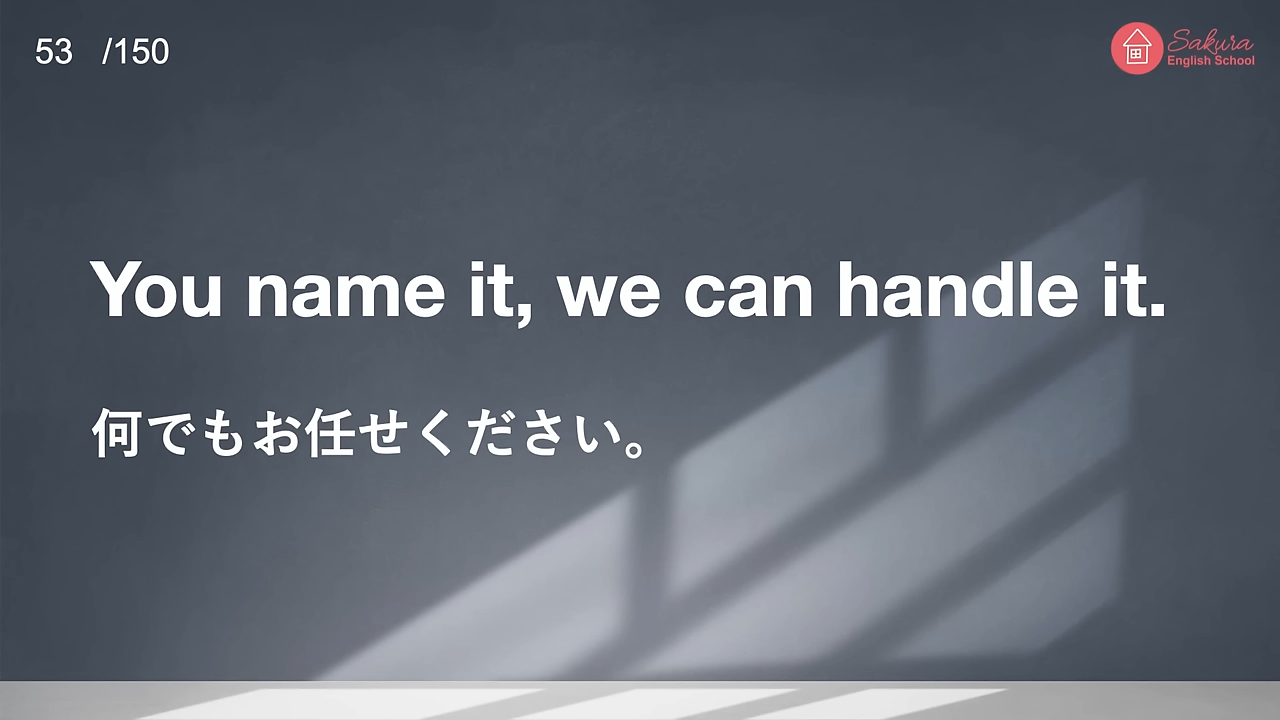 53 /150
Sakura
English School
You name it, we can handle it.
何でもお任せください。